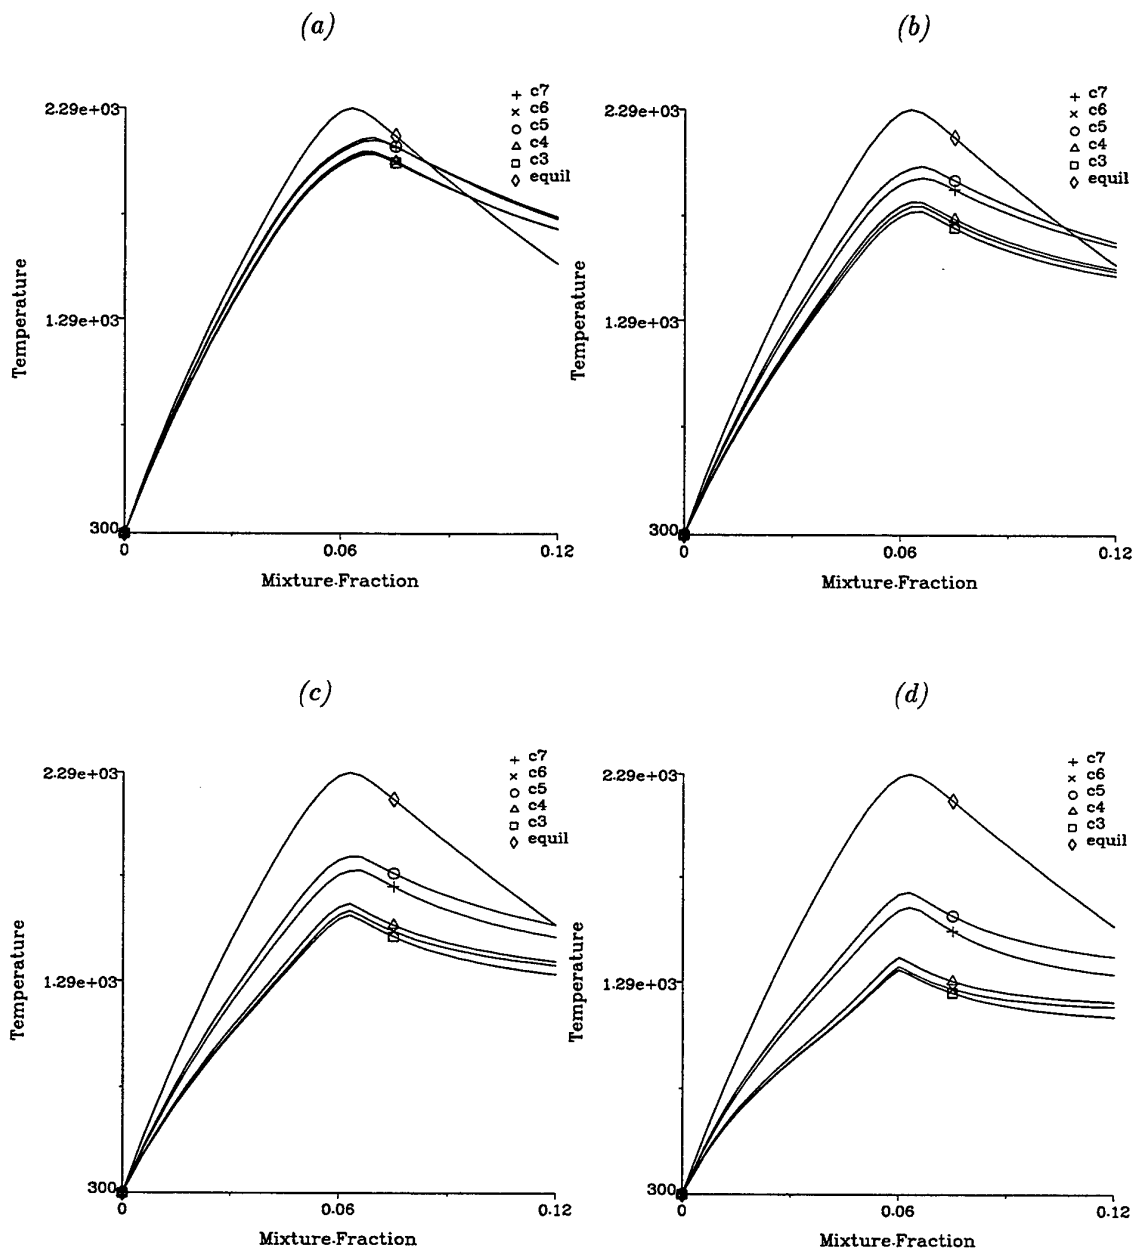 (a)
c7
c6
c5
c4
c3
equil
2.29e+03
1.29e+03
300
Temperature
0
0.06
0.12
Mixture.Fraction
(b)
c7
c6
c5
c4
c3
equil
2.29e+03
1.29e+03
300
Temperature
0
0.06
0.12
Mixture.Fraction
(c)
c7
c6
c5
c4
c3
equil
2.29e+03
1.29e+03
300
Temperature
0
0.06
0.12
Mixture.Fraction
(d)
c7
c6
c5
c4
c3
equil
2.29e+03
1.29e+03
300
Temperature
0
0.06
0.12
Mixture.Fraction